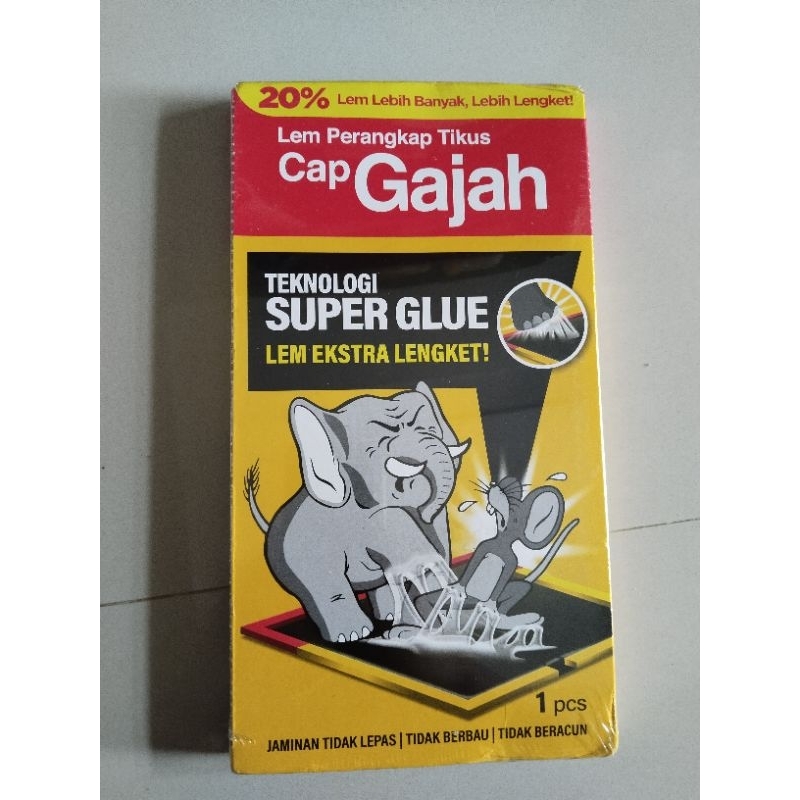 20% Lem Lebih Banyak, Lebih Lengket!
Lem Perangkap Tikus
Cap Gajah
TEKNOLOGI
SUPER GLUE
LEM EKSTRA LENGKET!
1 pcs
JAMINAN TIDAK LEPAS | TIDAK BERBAU | TIDAK BERACUN